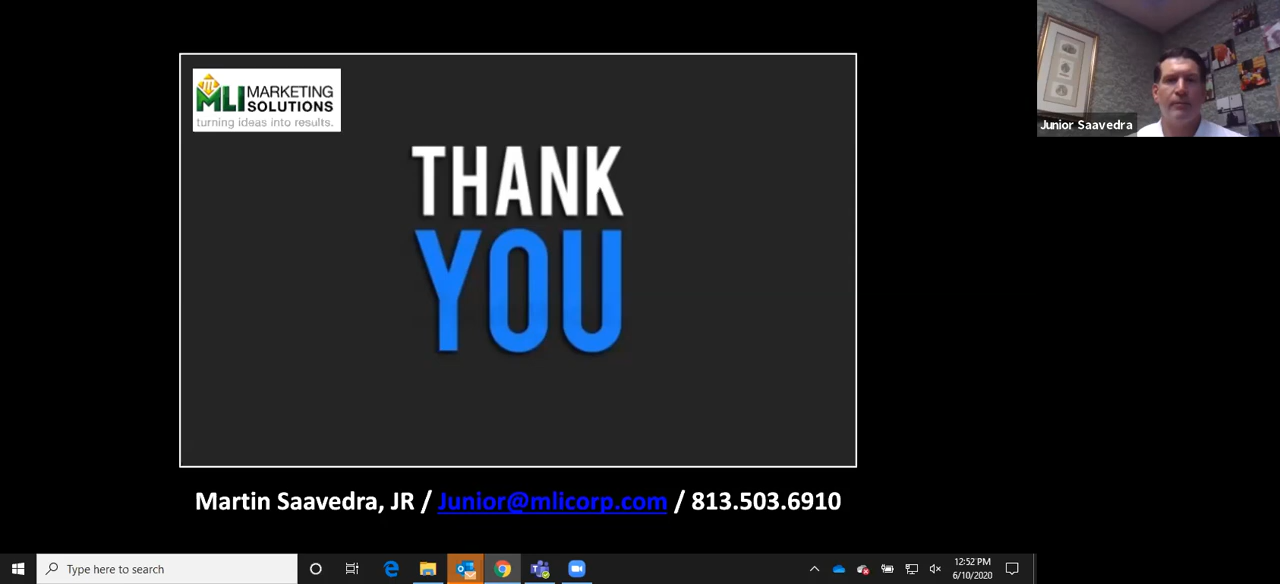 MLI MARKETING
SOLUTIONS
turning ideas into results.
THANK
YOU
Junior Saavedra
Martin Saavedra, JR / Junior@mlicorp.com / 813.503.6910
Type here to search
12:52 PM
6/10/2020